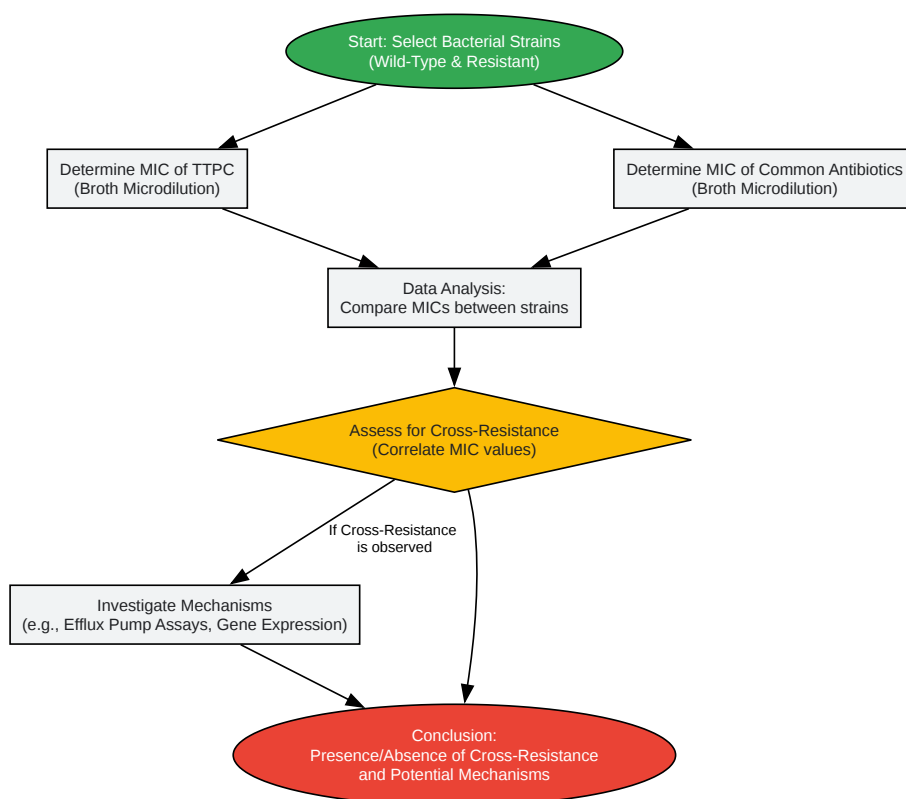 Start: Select Bacterial Strains
(Wild-Type & Resistant)
Determine MIC of TTPC
(Broth Microdilution)
Determine MIC of Common Antibiotics
(Broth Microdilution)
Data Analysis:
Compare MICs between strains
Assess for Cross-Resistance
(Correlate MIC values)
If Cross-Resistance
is observed
Investigate Mechanisms
(e.g., Efflux Pump Assays, Gene Expression)
Conclusion:
Presence/Absence of Cross-Resistance
and Potential Mechanisms